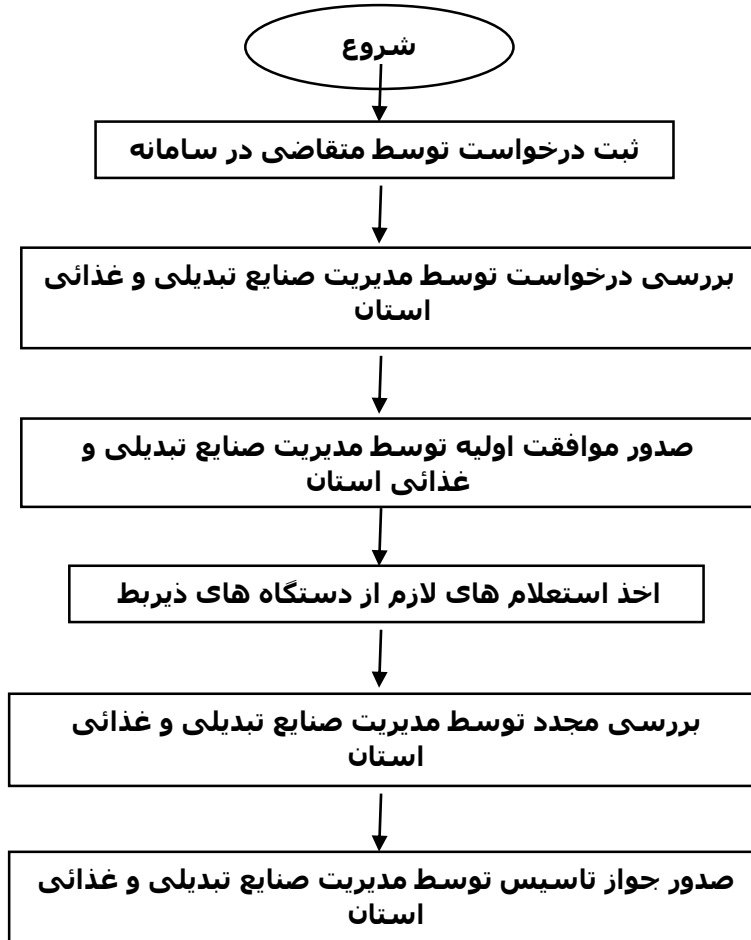 شروع
ثبت درخواست توسط متقاضی در سامانه
بررسی درخواست توسط مدیریت صنایع تبدیلی و غذائی
استان
صدور موافقت اولیه توسط مدیریت صنایع تبدیلی و
غذائی استان
اخذ استعلام های لازم از دستگاه های ذیربط
بررسی مجدد توسط مدیریت صنایع تبدیلی و غذائی
استان
صدور جواز تاسیس توسط مدیریت صنایع تبدیلی و غذائی
استان